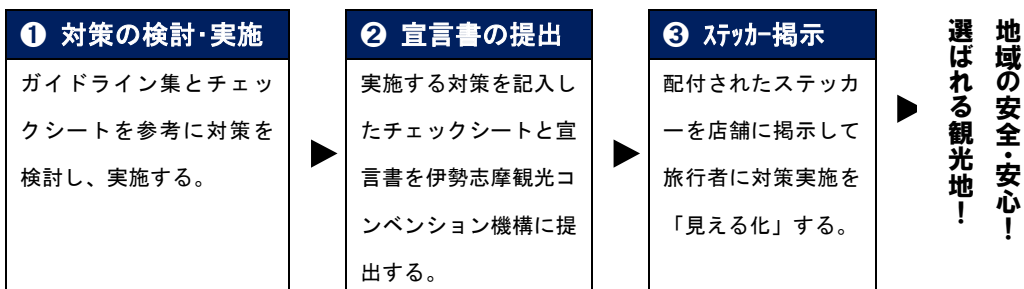 ❶ 対策の検討･実施
ガイドライン集とチェッ
クシートを参考に対策を
検討し、実施する。
❷ 宣言書の提出
実施する対策を記入し
たチェックシートと宣
言書を伊勢志摩観光コ
ンベンション機構に提
出する。
❸ ｽﾃｯｶｰ掲示
配付されたステッカ
ーを店舗に掲示して
旅行者に対策実施を
「見える化」する。
地域の安全･安心！
選ばれる観光地！